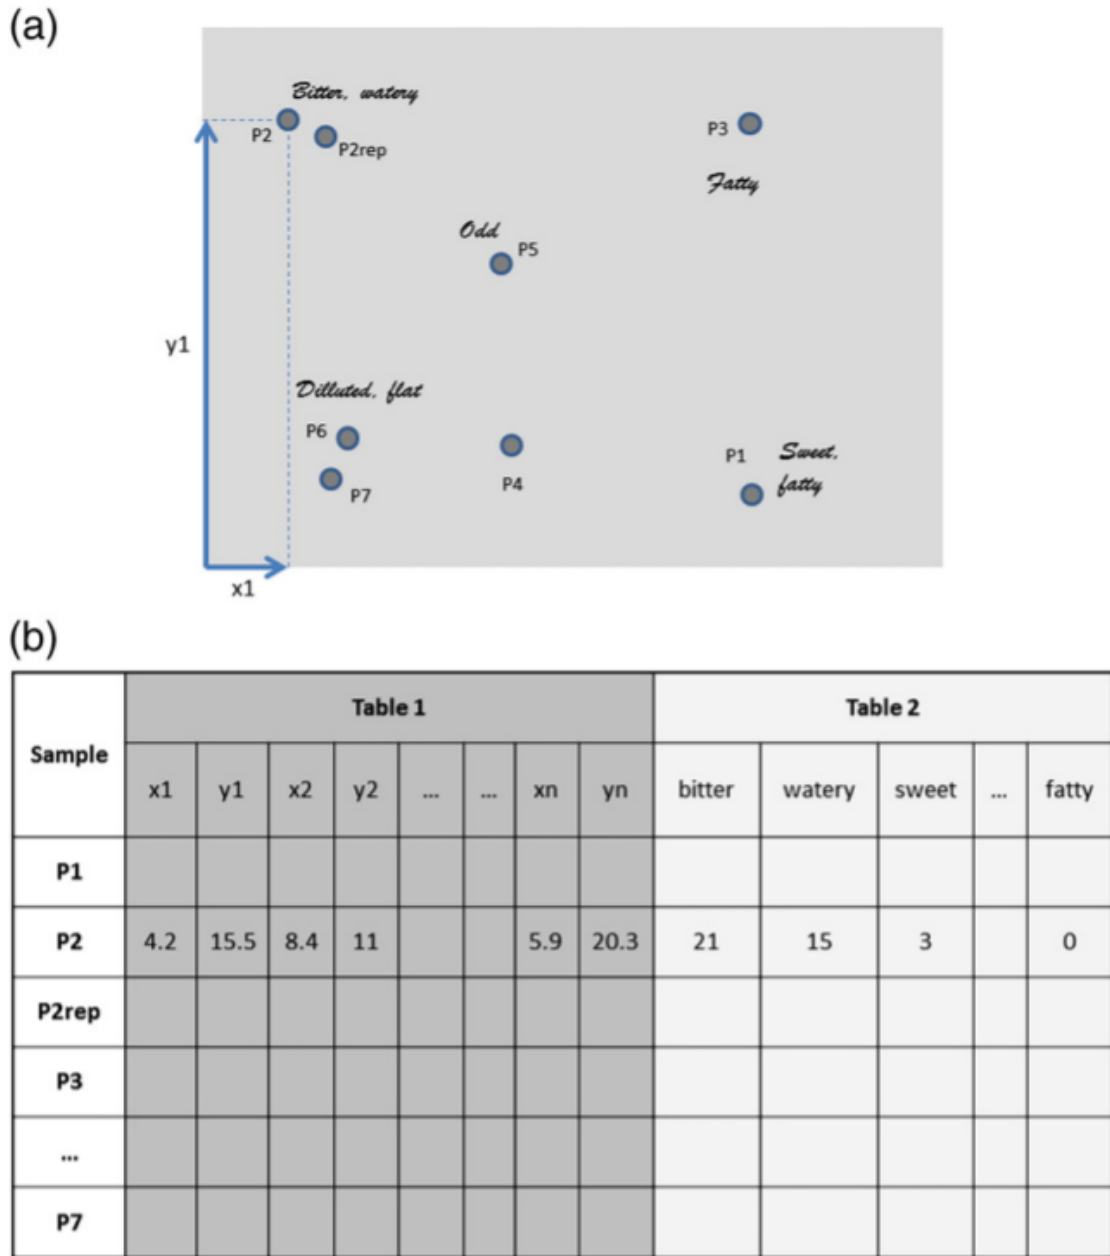 (a)
Bitter, watery
P2
P2rep
P3
Fatty
Odd
P5
y1
Dilluted, flat
P6
P7
P4
P1
Sweet,
fatty
x1
(b)
Sample Table 1 Table 2
x1 y1 x2 y2 ... ... xn yn bitter watery sweet ... fatty
P1
P2 4.2 15.5 8.4 11 5.9 20.3 21 15 3 0
P2rep
P3
...
P7